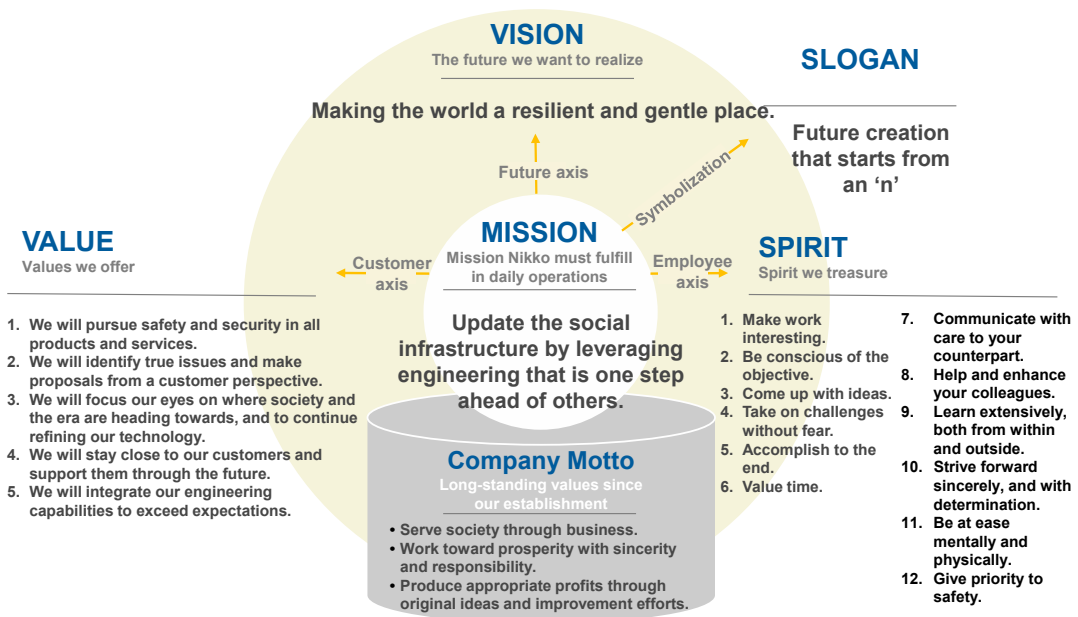 VISION
The future we want to realize
Making the world a resilient and gentle place.
SLOGAN
Future creation
that starts from
an ‘n’
Future axis
Symbolization
MISSION
Mission Nikko must fulfill
in daily operations
Update the social
infrastructure by leveraging
engineering that is one step
ahead of others.
Customer
axis
Employee
axis
VALUE
Values we offer
1. We will pursue safety and security in all
products and services.
2. We will identify true issues and make
proposals from a customer perspective.
3. We will focus our eyes on where society and
the era are heading towards, and to continue
refining our technology.
4. We will stay close to our customers and
support them through the future.
5. We will integrate our engineering
capabilities to exceed expectations.
Company Motto
Long-standing values since
our establishment
• Serve society through business.
• Work toward prosperity with sincerity
and responsibility.
• Produce appropriate profits through
original ideas and improvement efforts.
SPIRIT
Spirit we treasure
1. Make work
interesting.
2. Be conscious of the
objective.
3. Come up with ideas.
4. Take on challenges
without fear.
5. Accomplish to the
end.
6. Value time.
7. Communicate with
care to your
counterpart.
8. Help and enhance
your colleagues.
9. Learn extensively,
both from within
and outside.
10. Strive forward
sincerely, and with
determination.
11. Be at ease
mentally and
physically.
12. Give priority to
safety.